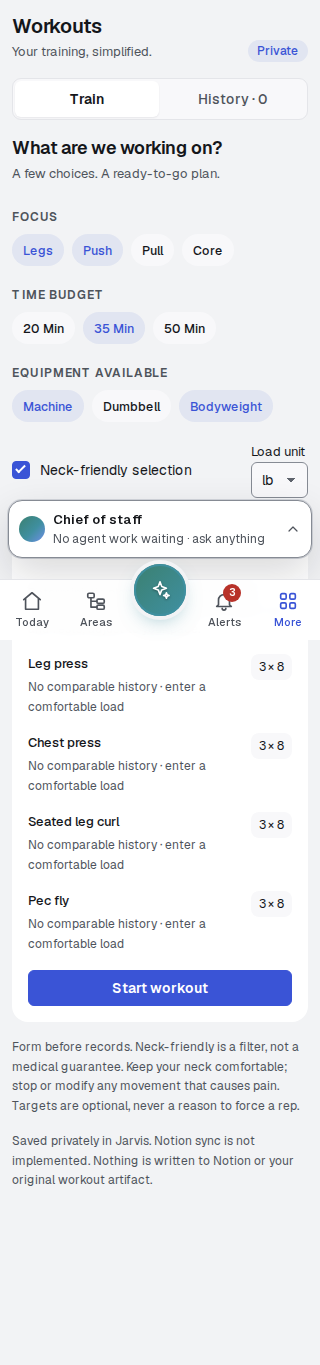 Workouts
Your training, simplified.
Private
Train
History · 0
What are we working on?
A few choices. A ready-to-go plan.
FOCUS
Legs
Push
Pull
Core
TIME BUDGET
20 Min
35 Min
50 Min
EQUIPMENT AVAILABLE
Machine
Dumbbell
Bodyweight
Neck-friendly selection
Load unit
lb
Chief of staff
No agent work waiting · ask anything
Today
Areas
3
Alerts
More
Leg press
3 × 8
No comparable history · enter a
comfortable load
Chest press
3 × 8
No comparable history · enter a
comfortable load
Seated leg curl
3 × 8
No comparable history · enter a
comfortable load
Pec fly
3 × 8
No comparable history · enter a
comfortable load
Start workout
Form before records. Neck-friendly is a filter, not a
medical guarantee. Keep your neck comfortable;
stop or modify any movement that causes pain.
Targets are optional, never a reason to force a rep.
Saved privately in Jarvis. Notion sync is not
implemented. Nothing is written to Notion or your
original workout artifact.